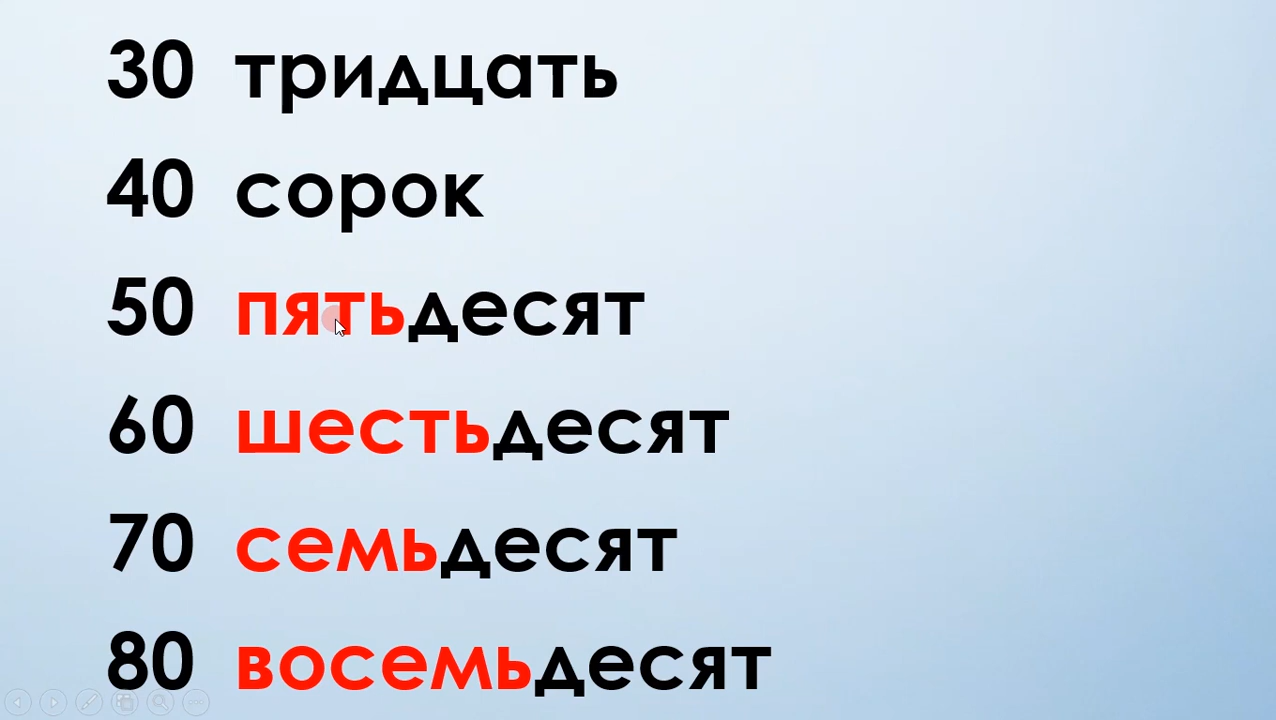 30 тридцать
40 сорок
50 пятьдесят
60 шестьдесят
70 семьдесят
80 восемьдесят